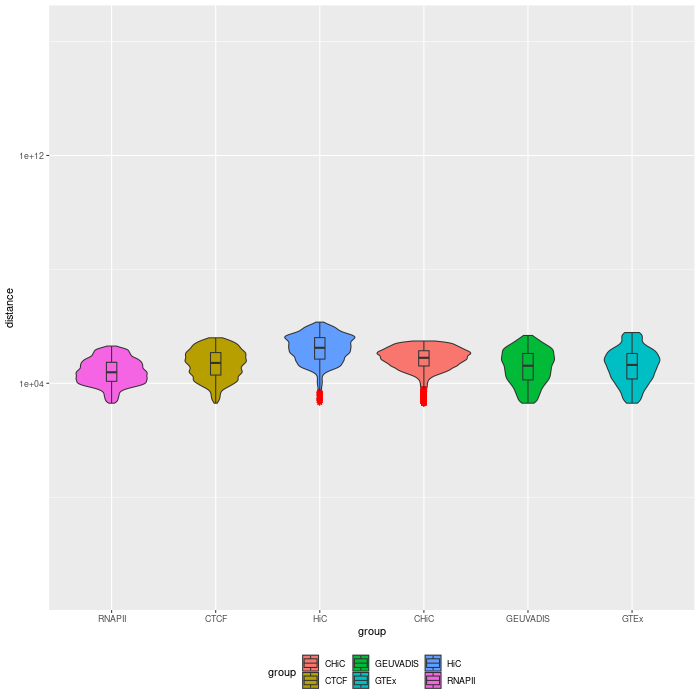 distance
1e+12
1e+04
RNAPII CTCF HiC CHiC GEUVADIS GTEx
group
group CHiC GEUVADIS HiC
CTCF GTEx RNAPII